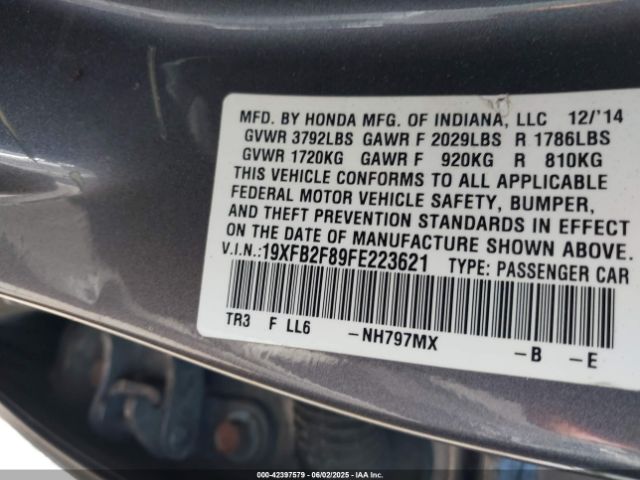 MFD. BY HONDA MFG. OF INDIANA, LLC 12/'14
GVWR 3792LBS GAWR F 2029LBS R 1786LBS
GVWR 1720KG GAWR F 920KG R 810KG
THIS VEHICLE CONFORMS TO ALL APPLICABLE
FEDERAL MOTOR VEHICLE SAFETY, BUMPER,
AND THEFT PREVENTION STANDARDS IN EFFECT
ON THE DATE OF MANUFACTURE SHOWN ABOVE.
V.I.N.:19XFB2F89FE223621 TYPE: PASSENGER CAR
TR3 F LL6 -NH797MX -B -E
00-42397579 - 06/02/2025 - IAA Inc.